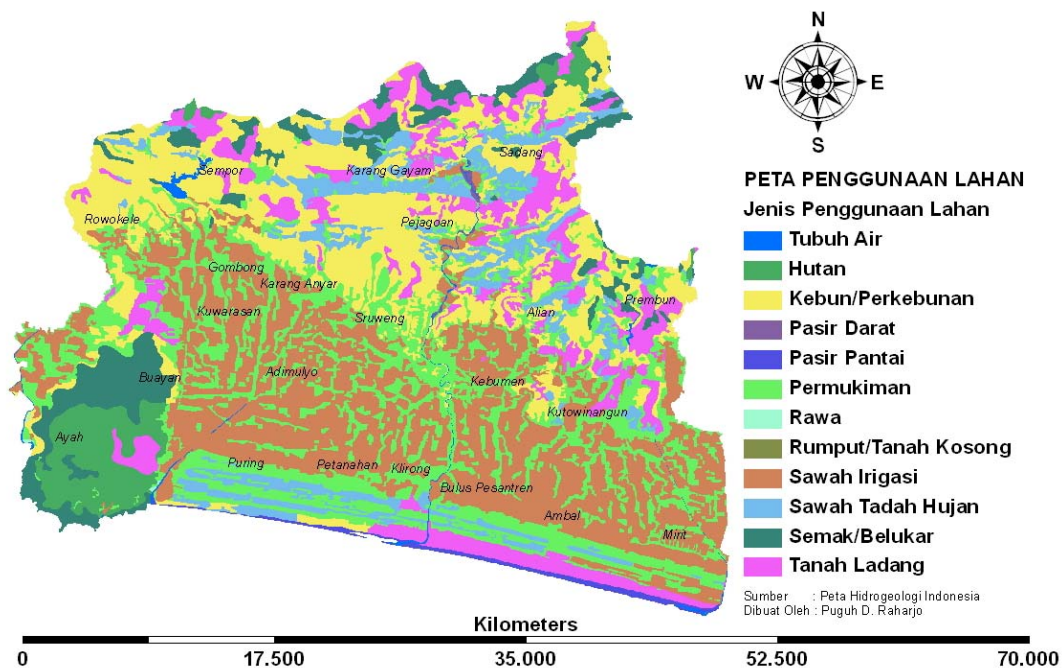 N
W E
S
PETA PENGGUNAAN LAHAN
Jenis Penggunaan Lahan
Tubuh Air
Hutan
Kebun/Perkebunan
Pasir Darat
Pasir Pantai
Permukiman
Rawa
Rumput/Tanah Kosong
Sawah Irigasi
Sawah Tadah Hujan
Semak/Belukar
Tanah Ladang
Sumber : Peta Hidrogeologi Indonesia
Dibuat Oleh : Puguh D. Raharjo
Sadang
Sempor
Karang Gayam
Rowokele
Pejagoan
Gombong
Karang Anyar
Kuwarasan
Sruweng
Alian
Prembun
Buayan
Adimulyo
Kebumen
Kutowinangun
Ayah
Puring
Petanahan
Klirong
Bulus Pesantren
Ambal
Mirit
Kilometers
0 17.500 35.000 52.500 70.000